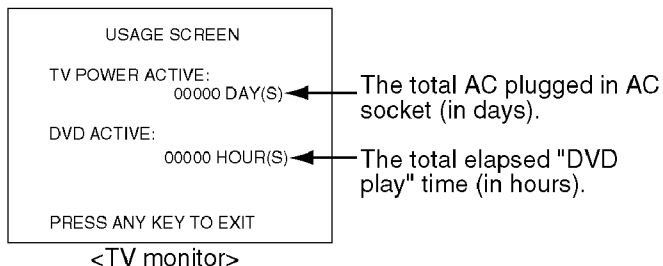 USAGE SCREEN
TV POWER ACTIVE:
00000 DAY(S)
The total AC plugged in AC
socket (in days).
DVD ACTIVE:
00000 HOUR(S)
The total elapsed "DVD
play" time (in hours).
PRESS ANY KEY TO EXIT
<TV monitor>